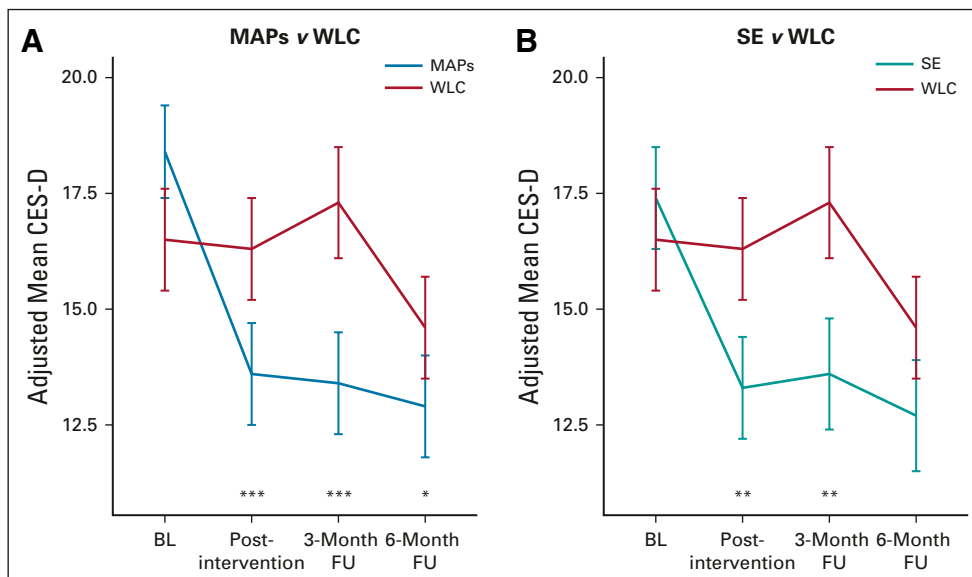 A
MAPs v WLC
MAPs
WLC
20.0
17.5
15.0
12.5
Adjusted Mean CES-D
***
***
*
BL
Post-
intervention
3-Month
FU
6-Month
FU
B
SE v WLC
SE
WLC
20.0
17.5
15.0
12.5
Adjusted Mean CES-D
**
**
BL
Post-
intervention
3-Month
FU
6-Month
FU